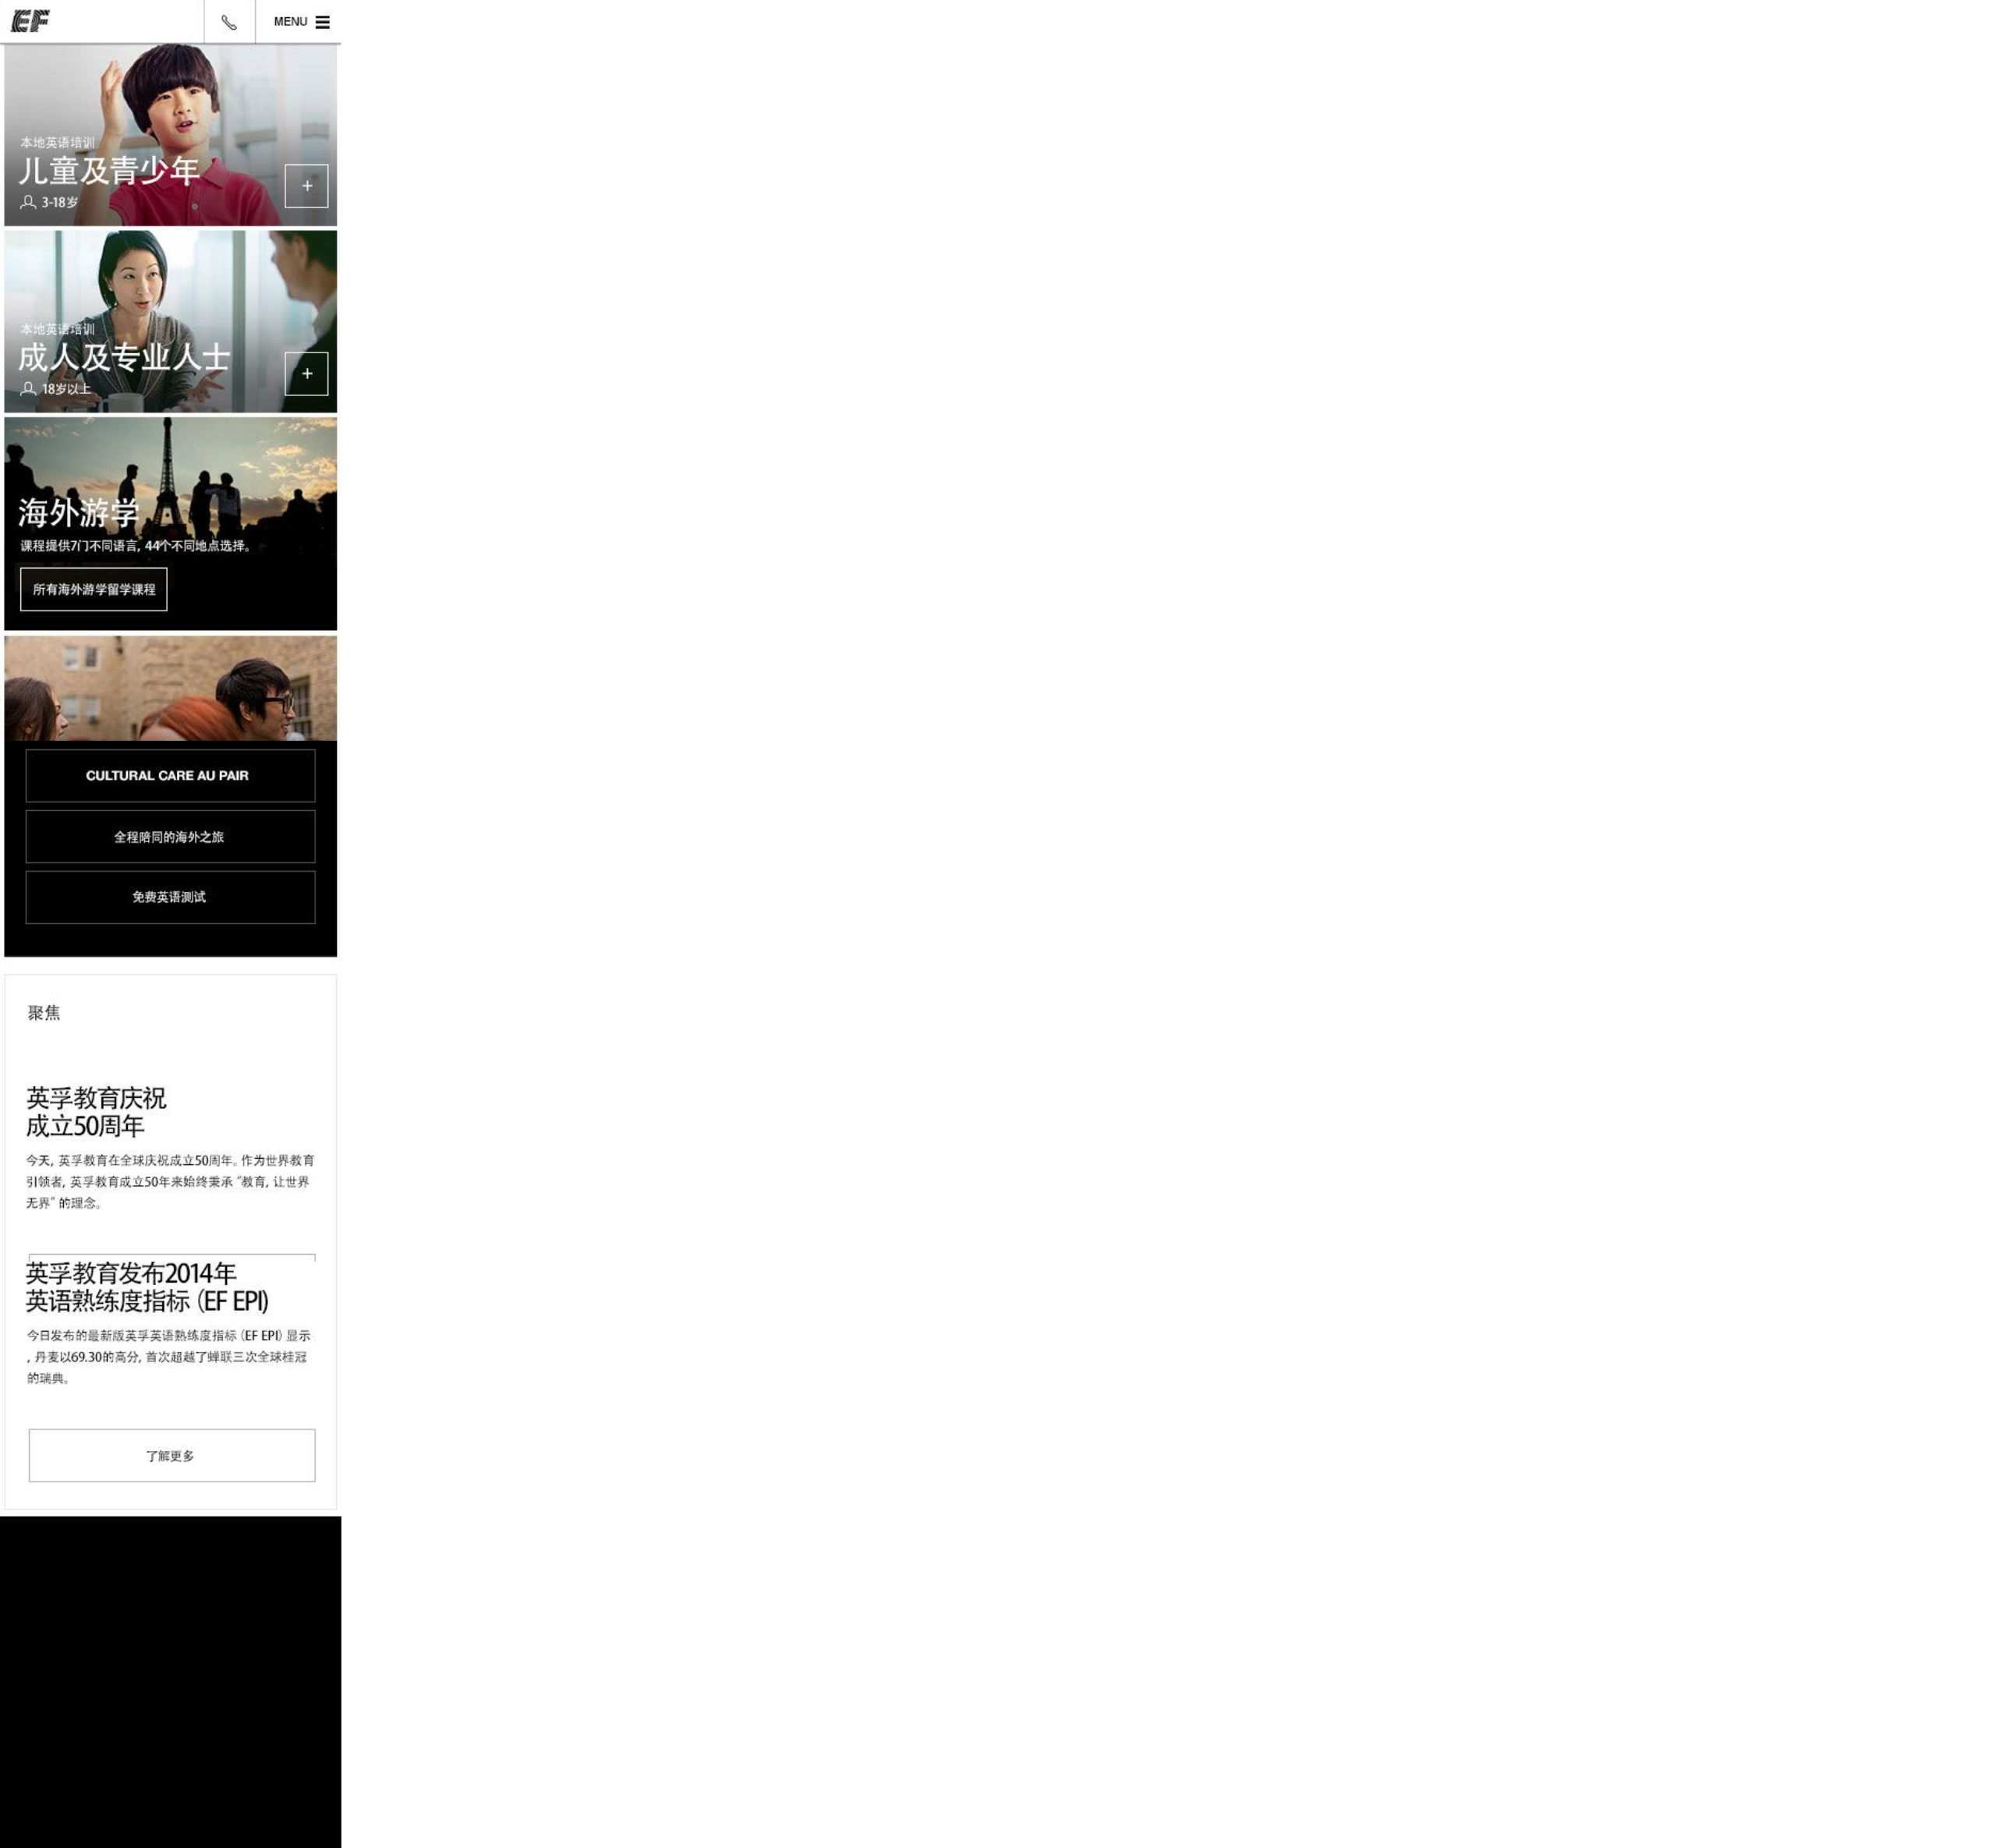 EF
MENU
本地英语培训
儿童及青少年
3-18岁
本地英语培训
成人及专业人士
18岁以上
海外游学
课程提供7门不同语言, 44个不同地点选择。
所有海外游学留学课程
CULTURAL CARE AU PAIR
全程陪同的海外之旅
免费英语测试
聚焦
英孚教育庆祝
成立50周年
今天, 英孚教育在全球庆祝成立50周年。作为世界教育
引领者, 英孚教育成立50年来始终秉承 “教育, 让世界
无界” 的理念。
英孚教育发布2014年
英语熟练度指标 (EF EPI)
今日发布的最新版英孚英语熟练度指标 (EF EPI) 显示
, 丹麦以69.30的高分, 首次超越了蝉联三次全球桂冠
的瑞典。
了解更多